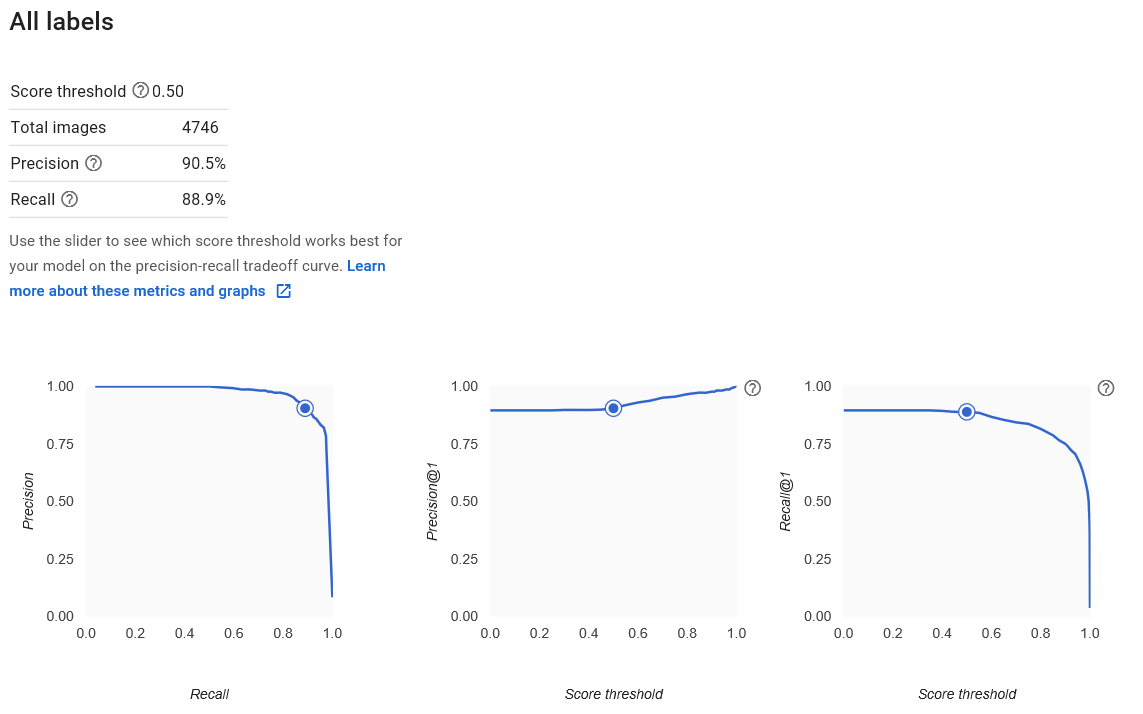 All labels
Score threshold ? 0.50
Total images 4746
Precision ? 90.5%
Recall ? 88.9%
Use the slider to see which score threshold works best for
your model on the precision-recall tradeoff curve. Learn
more about these metrics and graphs
1.00
0.75
0.50
0.25
0.00
Precision
0.0 0.2 0.4 0.6 0.8 1.0
Recall
1.00
0.75
0.50
0.25
0.00
Precision@1
0.0 0.2 0.4 0.6 0.8 1.0
Score threshold
?
1.00
0.75
0.50
0.25
0.00
Recall@1
0.0 0.2 0.4 0.6 0.8 1.0
Score threshold
?